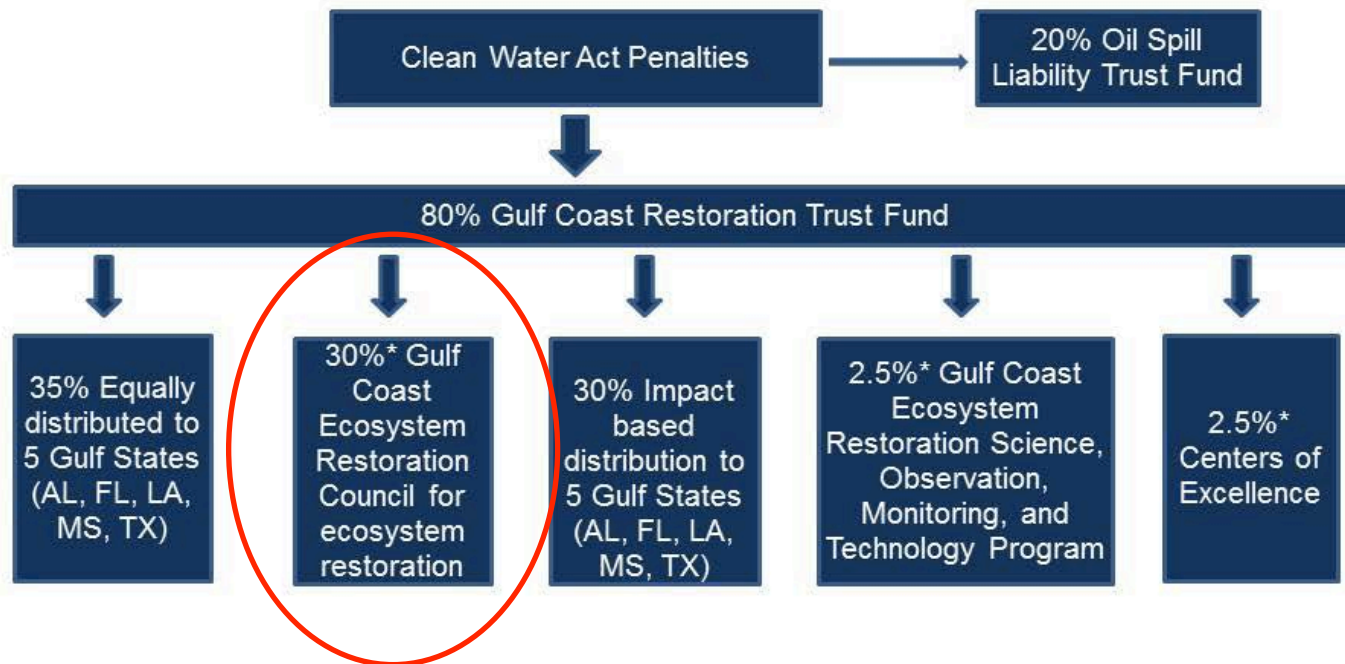 Clean Water Act Penalties
20% Oil Spill
Liability Trust Fund
80% Gulf Coast Restoration Trust Fund
35% Equally
distributed to
5 Gulf States
(AL, FL, LA,
MS, TX)
30%* Gulf
Coast
Ecosystem
Restoration
Council for
ecosystem
restoration
30% Impact
based
distribution to
5 Gulf States
(AL, FL, LA,
MS, TX)
2.5%* Gulf Coast
Ecosystem
Restoration Science,
Observation,
Monitoring, and
Technology Program
2.5%*
Centers of
Excellence